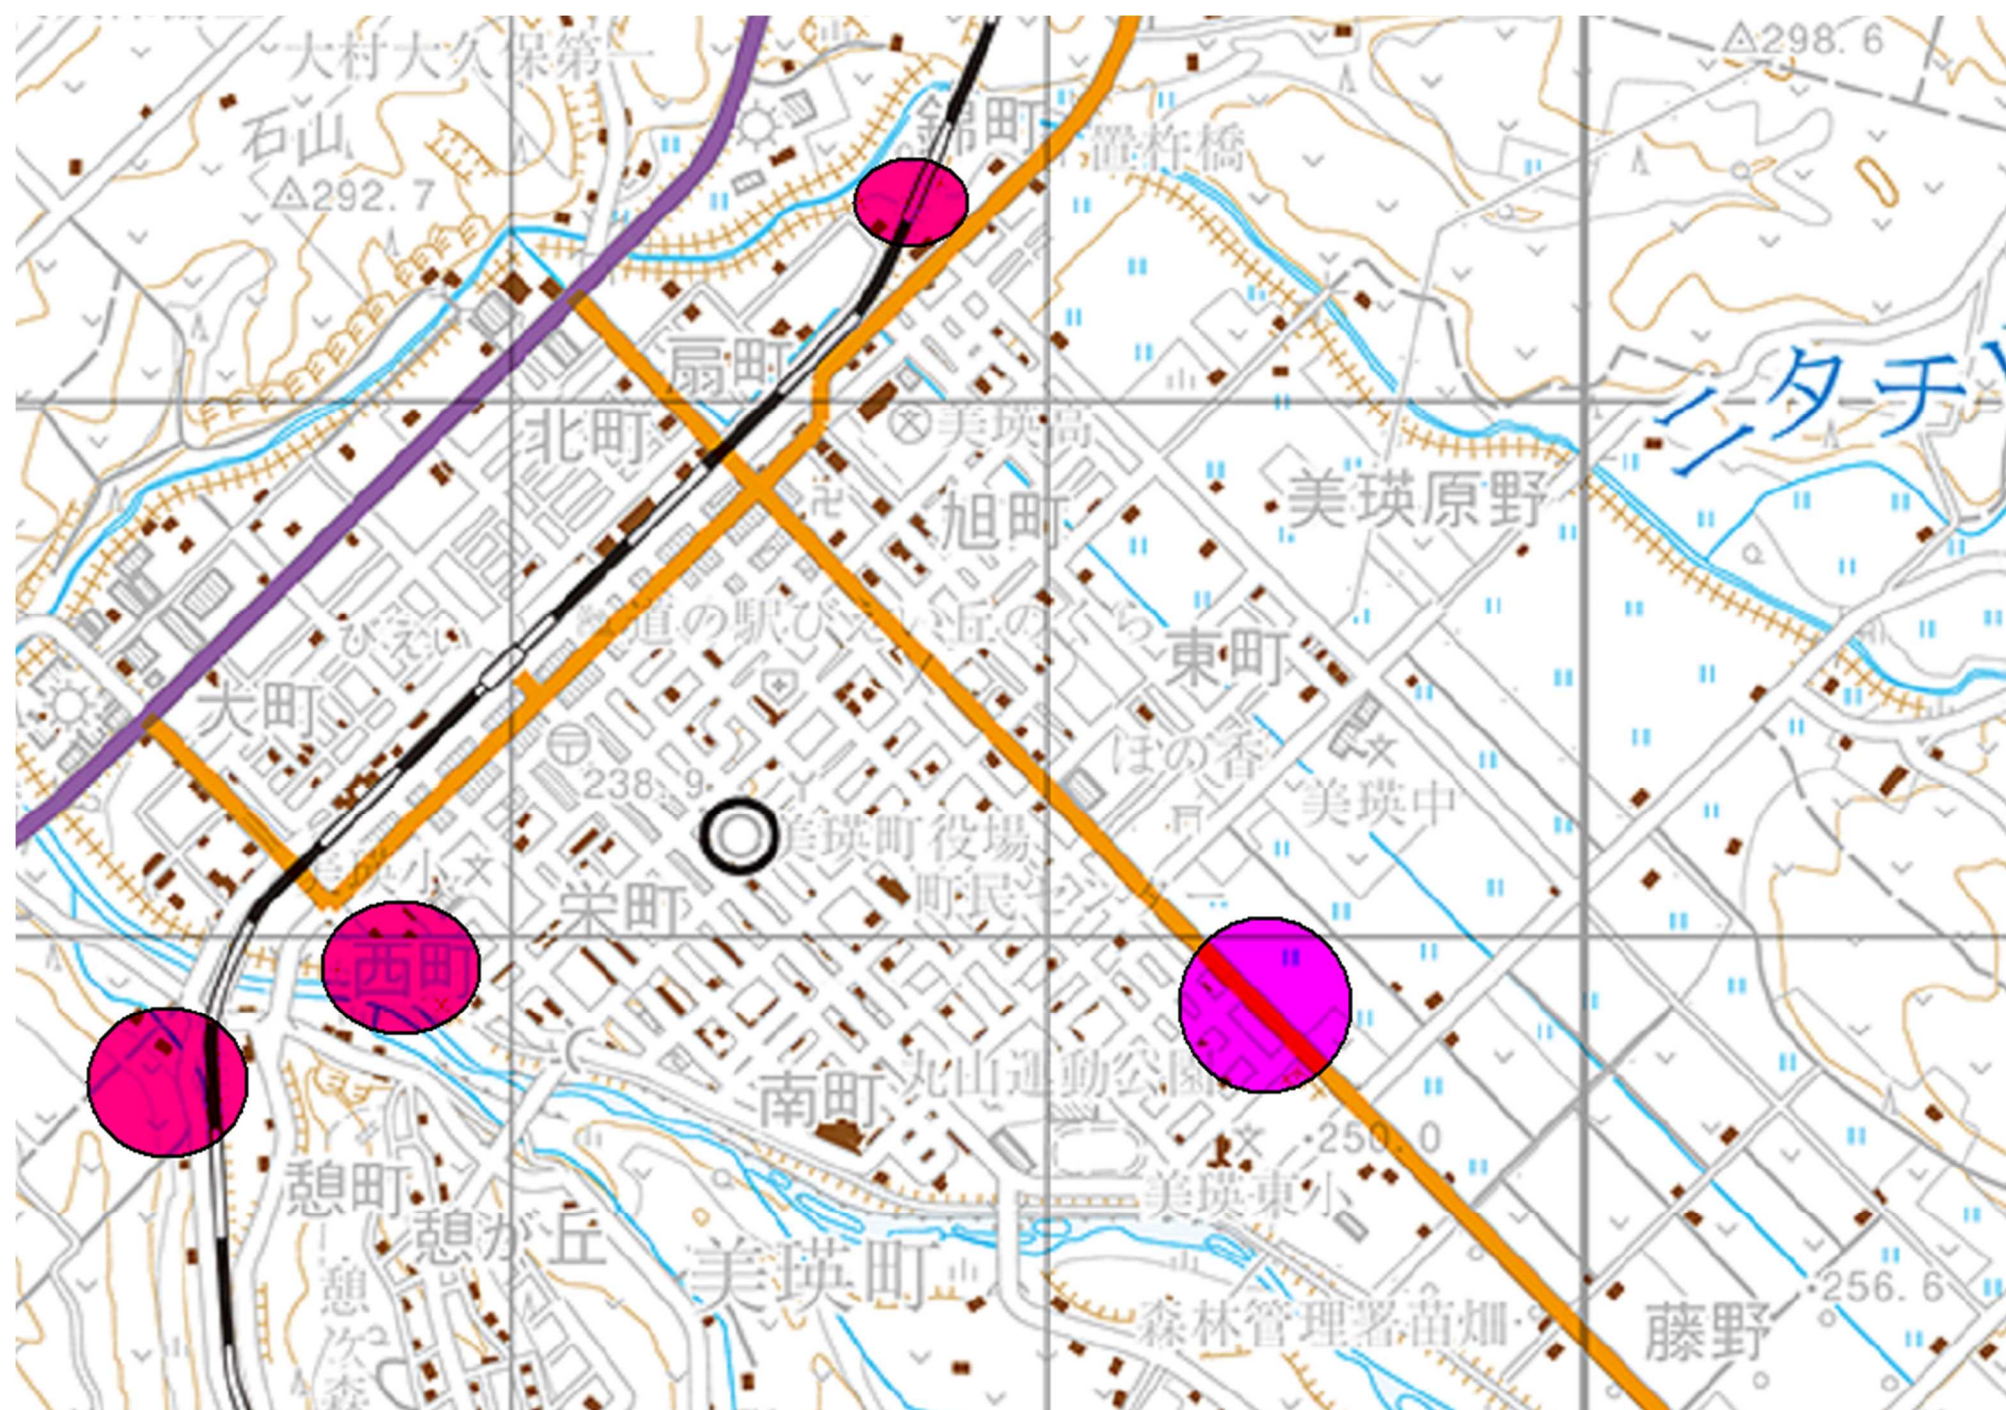 大村大久保第一
石山
292.7
298.6
錦町
置杵橋
扇町
北町
美瑛高
旭町
美瑛原野
タチ
道の駅びえい丘のくら
びえい
東町
大町
ほの香
238.9
美瑛中
美瑛町役場
町民センター
栄町
西町
丸山運動公園
南町
250.0
憩町
美瑛東小
憩が丘
美瑛町
256.6
森林管理署苗畑
藤野